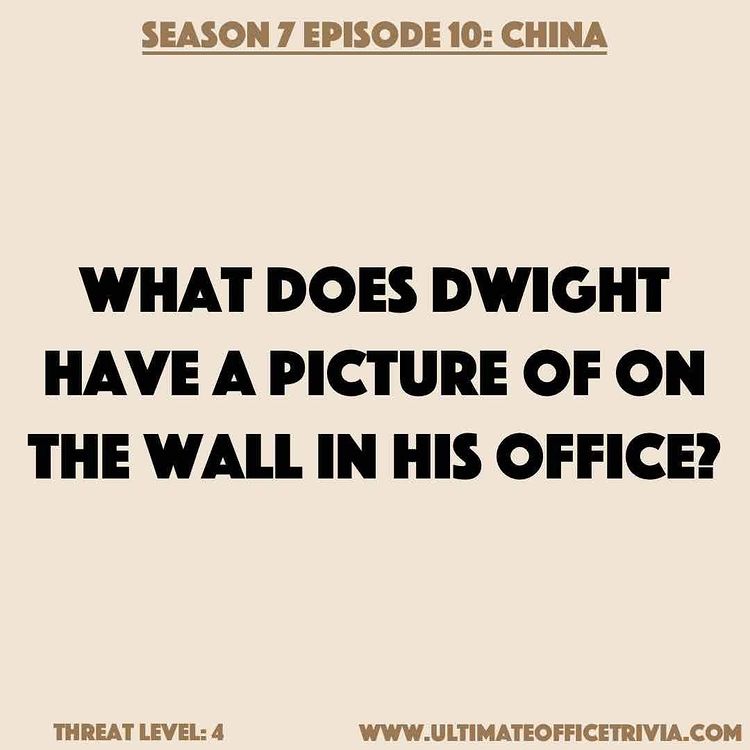 SEASON 7 EPISODE 10: CHINA
WHAT DOES DWIGHT
HAVE A PICTURE OF ON
THE WALL IN HIS OFFICE?
THREAT LEVEL: 4
WWW.ULTIMATEOFFICETRIVIA.COM